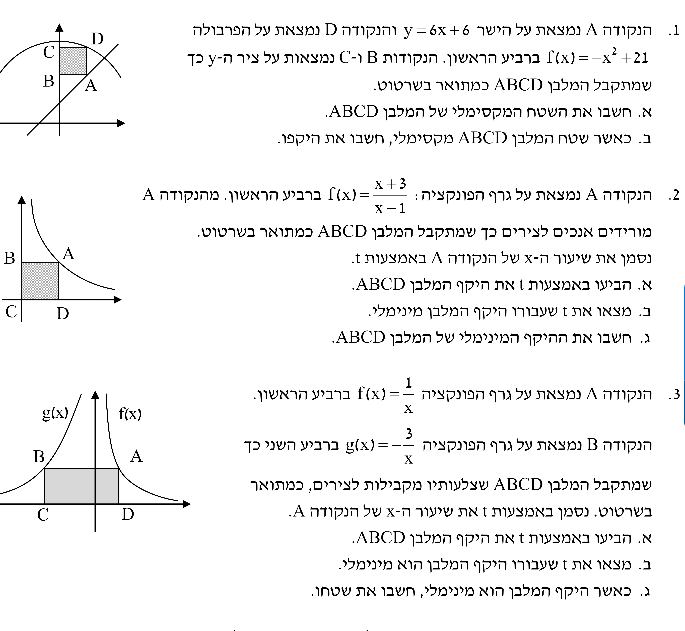 1. הנקודה A נמצאת על הישר y = 6x + 6 והנקודה D נמצאת על הפרבולה
f(x) = −x² + 21 ברביע הראשון. הנקודות B ו-C נמצאות על ציר ה-y כך
שמתקבל המלבן ABCD כמתואר בשרטוט.
א. חשבו את השטח המקסימלי של המלבן ABCD.
ב. כאשר שטח המלבן ABCD מקסימלי, חשבו את היקפו.
C D
B A
2. הנקודה A נמצאת על גרף הפונקציה: f(x) = (x+3)/(x−1) ברביע הראשון. מהנקודה A
מורידים אנכים לצירים כך שמתקבל המלבן ABCD כמתואר בשרטוט.
נסמן את שיעור ה-x של הנקודה A באמצעות t.
א. הביעו באמצעות t את היקף המלבן ABCD.
ב. מצאו את t שעבורו היקף המלבן מינימלי.
ג. חשבו את ההיקף המינימלי של המלבן ABCD.
B A
C D
3. הנקודה A נמצאת על גרף הפונקציה f(x) = 1/x ברביע הראשון.
הנקודה B נמצאת על גרף הפונקציה g(x) = −3/x ברביע השני כך
שמתקבל המלבן ABCD שצלעותיו מקבילות לצירים, כמתואר
בשרטוט. נסמן באמצעות t את שיעור ה-x של הנקודה A.
א. הביעו באמצעות t את היקף המלבן ABCD.
ב. מצאו את t שעבורו היקף המלבן הוא מינימלי.
ג. כאשר היקף המלבן הוא מינימלי, חשבו את שטחו.
g(x) f(x)
B A
C D